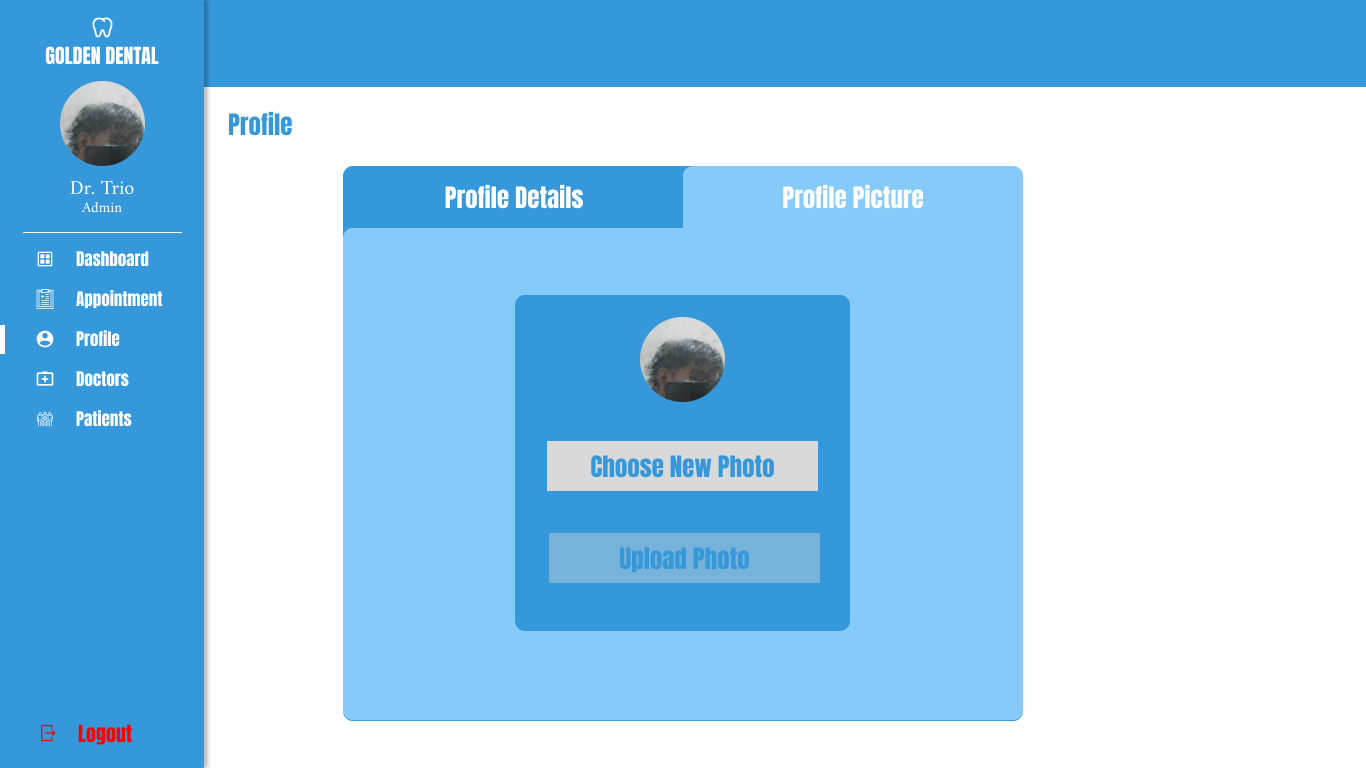 GOLDEN DENTAL
Dr. Trio
Admin
Dashboard
Appointment
Profile
Doctors
Patients
Logout
Profile
Profile Details
Profile Picture
Choose New Photo
Upload Photo